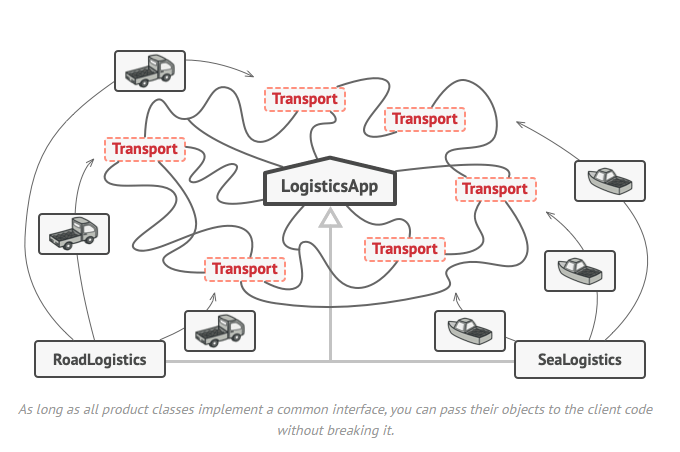 Transport
Transport
Transport
LogisticsApp
Transport
Transport
Transport
RoadLogistics
SeaLogistics
As long as all product classes implement a common interface, you can pass their objects to the client code
without breaking it.